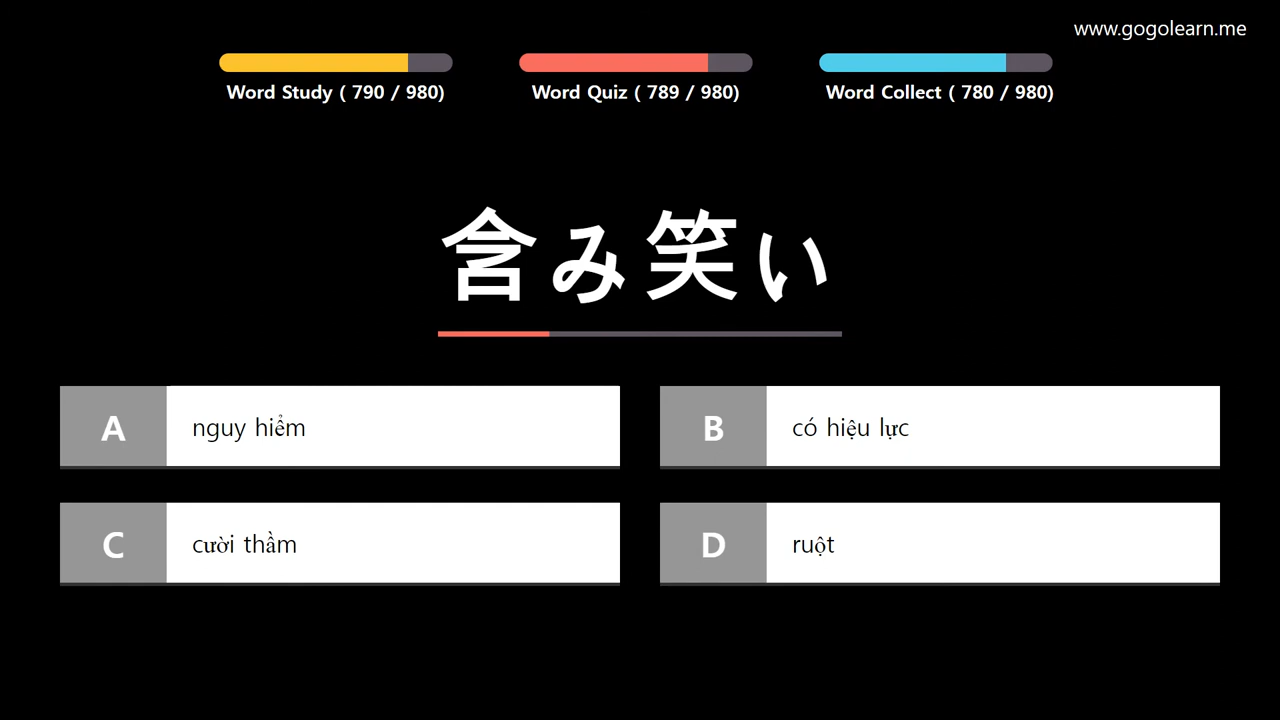 www.gogolearn.me
Word Study ( 790 / 980)
Word Quiz ( 789 / 980)
Word Collect ( 780 / 980)
含み笑い
A nguy hiểm
B có hiệu lực
C cười thầm
D ruột